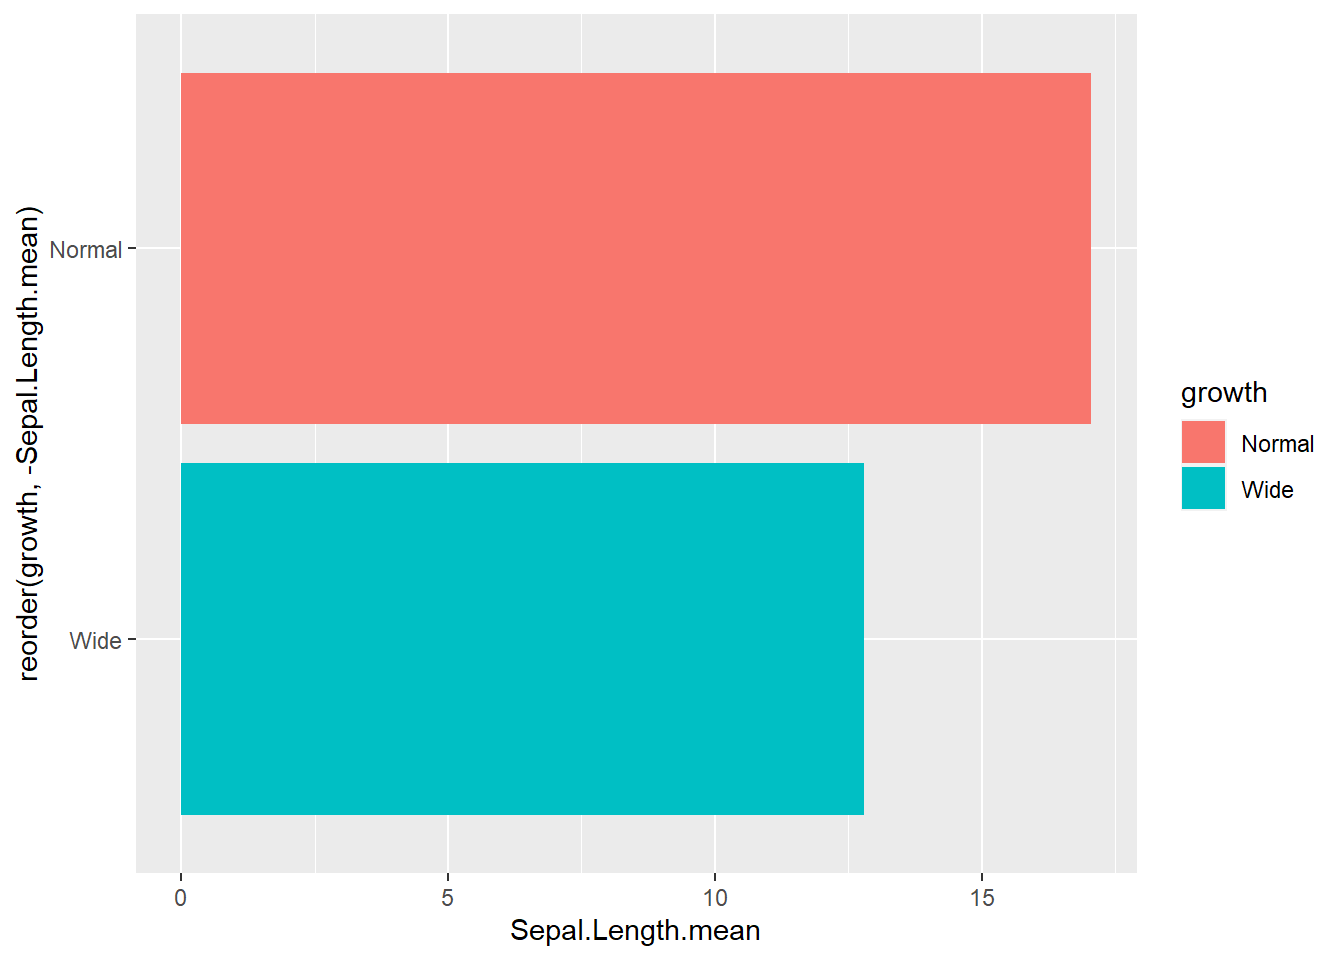 reorder(growth, -Sepal.Length.mean)
Normal
Wide
0 5 10 15
Sepal.Length.mean
growth
Normal
Wide